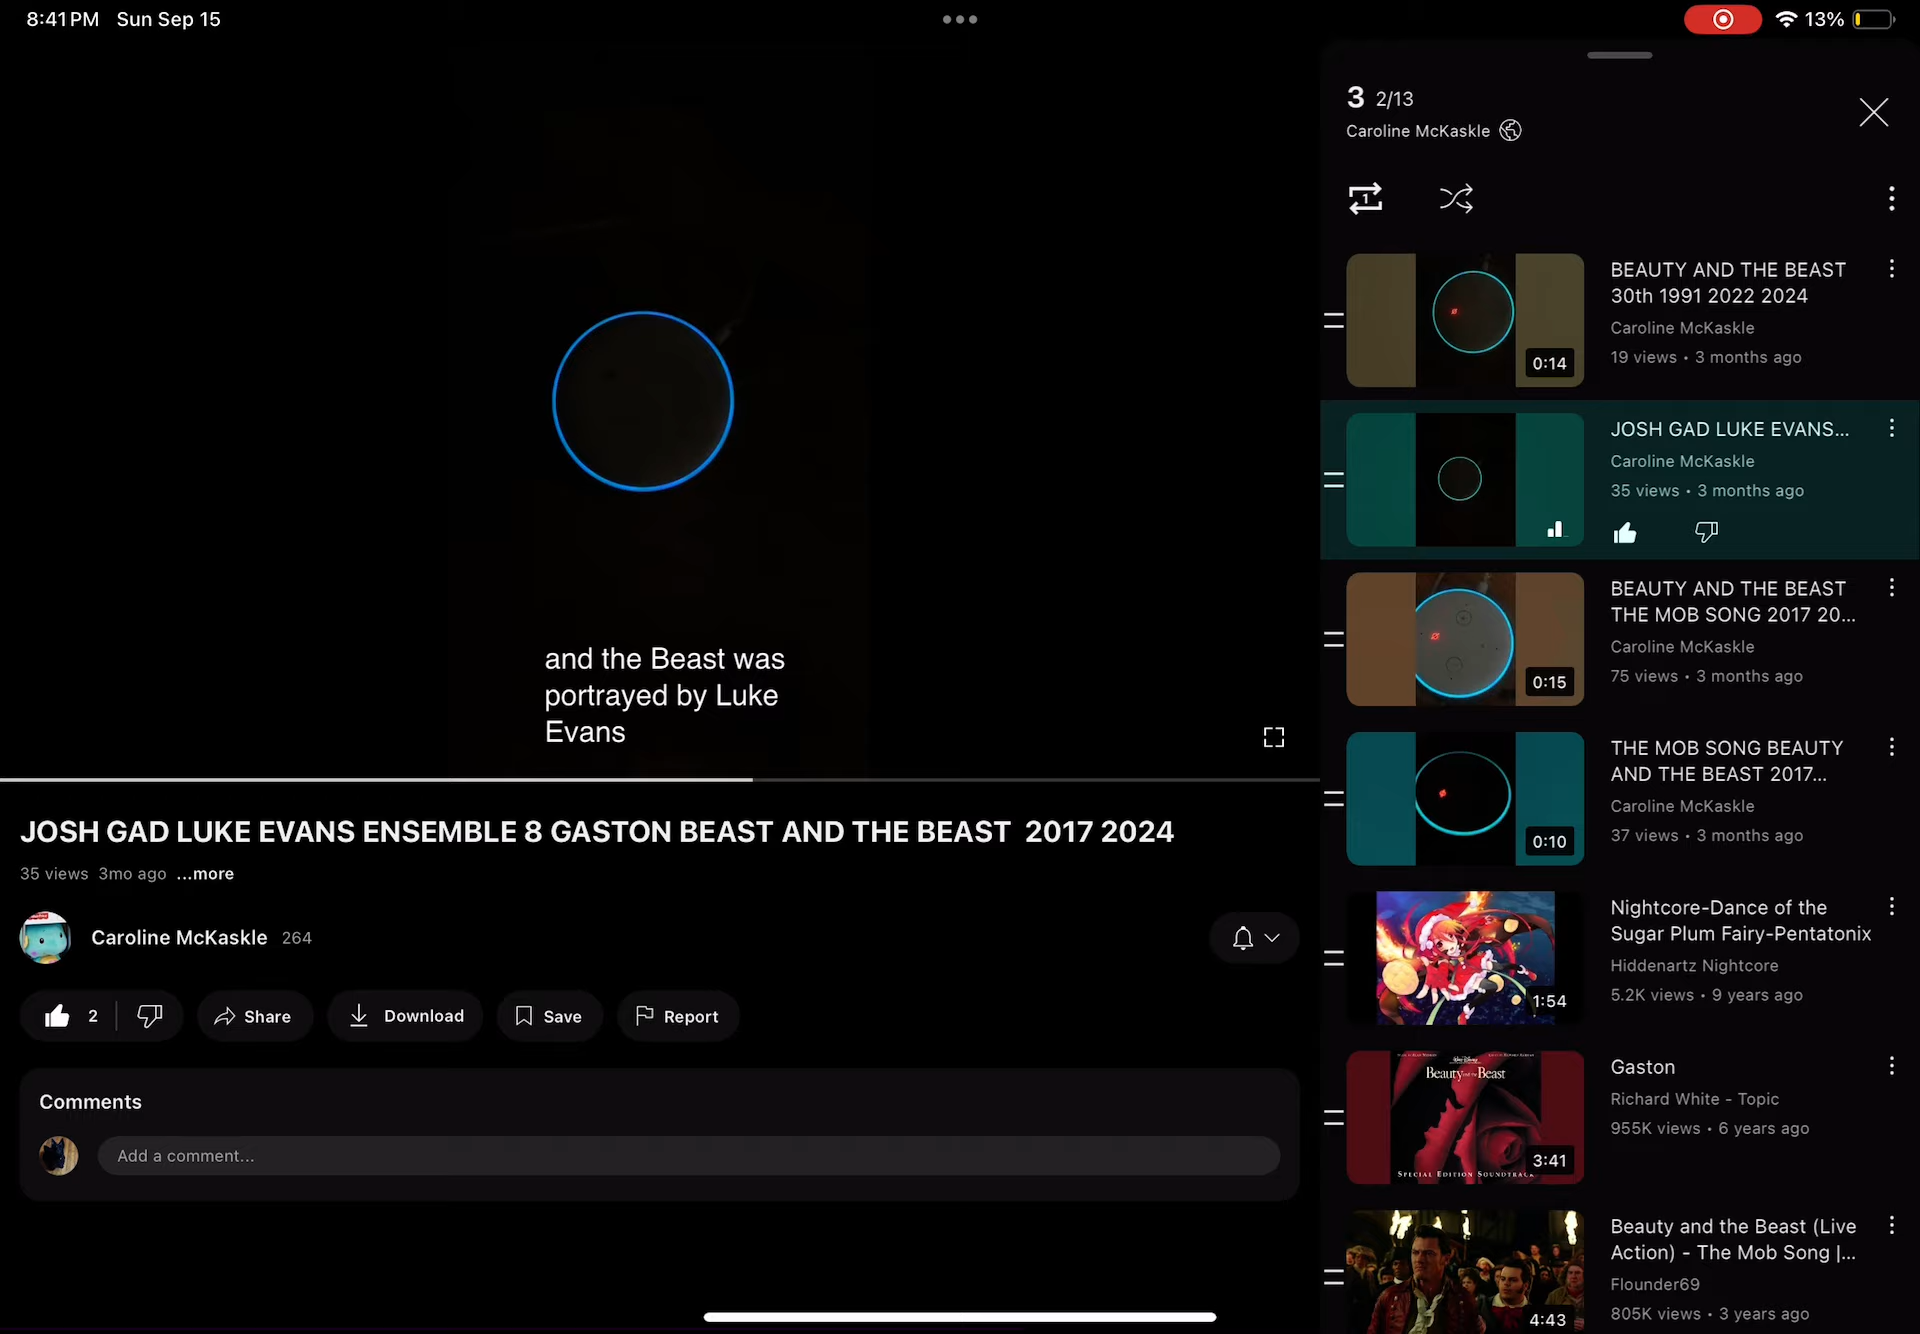 8:41 PM Sun Sep 15
13%
and the Beast was
portrayed by Luke
Evans
JOSH GAD LUKE EVANS ENSEMBLE 8 GASTON BEAST AND THE BEAST 2017 2024
35 views 3mo ago ...more
Caroline McKaskle 264
2
Share
Download
Save
Report
Comments
Add a comment...
3 2/13
Caroline McKaskle
0:14
BEAUTY AND THE BEAST
30th 1991 2022 2024
Caroline McKaskle
19 views • 3 months ago
JOSH GAD LUKE EVANS...
Caroline McKaskle
35 views • 3 months ago
0:15
BEAUTY AND THE BEAST
THE MOB SONG 2017 20...
Caroline McKaskle
75 views • 3 months ago
0:10
THE MOB SONG BEAUTY
AND THE BEAST 2017...
Caroline McKaskle
37 views • 3 months ago
1:54
Nightcore-Dance of the
Sugar Plum Fairy-Pentatonix
Hiddenartz Nightcore
5.2K views • 9 years ago
Beauty and the Beast
SPECIAL EDITION SOUNDTRACK
3:41
Gaston
Richard White - Topic
955K views • 6 years ago
4:43
Beauty and the Beast (Live
Action) - The Mob Song |...
Flounder69
805K views • 3 years ago